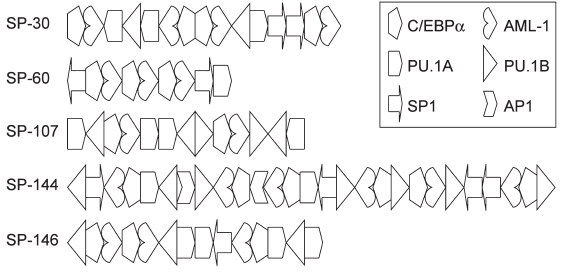 SP-30
C/EBPα
AML-1
SP-60
PU.1A
PU.1B
SP1
AP1
SP-107
SP-144
SP-146